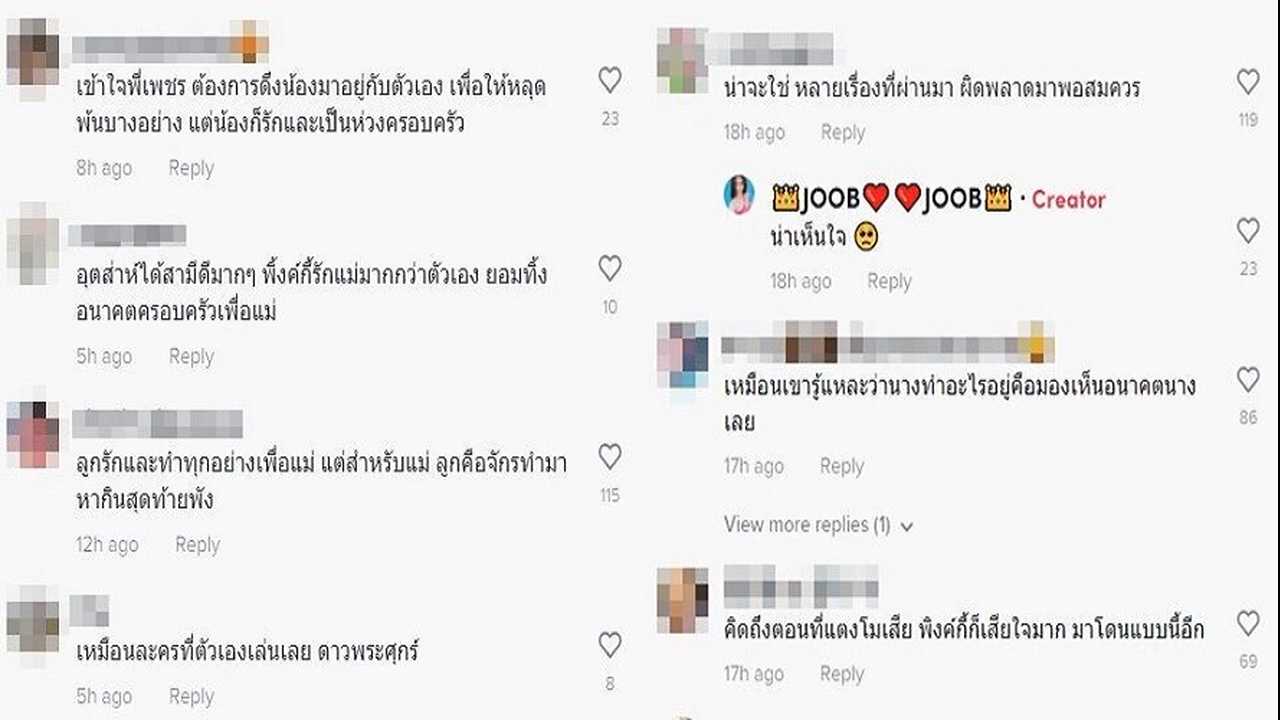 เข้าใจพี่เพชร ต้องการดึงน้องมาอยู่กับตัวเอง เพื่อให้หลุด
พ้นบางอย่าง แต่น้องก็รักและเป็นห่วงครอบครัว
23
8h ago Reply
อุตส่าห์ได้สามีดีมากๆ พิ้งค์กี้รักแม่มากกว่าตัวเอง ยอมทิ้ง
อนาคตครอบครัวเพื่อแม่
10
5h ago Reply
ลูกรักและทำทุกอย่างเพื่อแม่ แต่สำหรับแม่ ลูกคือจักรทำมา
หากินสุดท้ายพัง
115
12h ago Reply
เหมือนละครที่ตัวเองเล่นเลย ดาวพระศุกร์
8
5h ago Reply
น่าจะใช่ หลายเรื่องที่ผ่านมา ผิดพลาดมาพอสมควร
119
18h ago Reply
👑JOOB❤️❤️JOOB👑 · Creator
น่าเห็นใจ 🥺
23
18h ago Reply
เหมือนเขารู้แหละว่านางทำอะไรอยู่คือมองเห็นอนาคตนาง
เลย
86
17h ago Reply
View more replies (1)
คิดถึงตอนที่แตงโมเสีย พิงค์กี้ก็เสียใจมาก มาโดนแบบนี้อีก
69
17h ago Reply